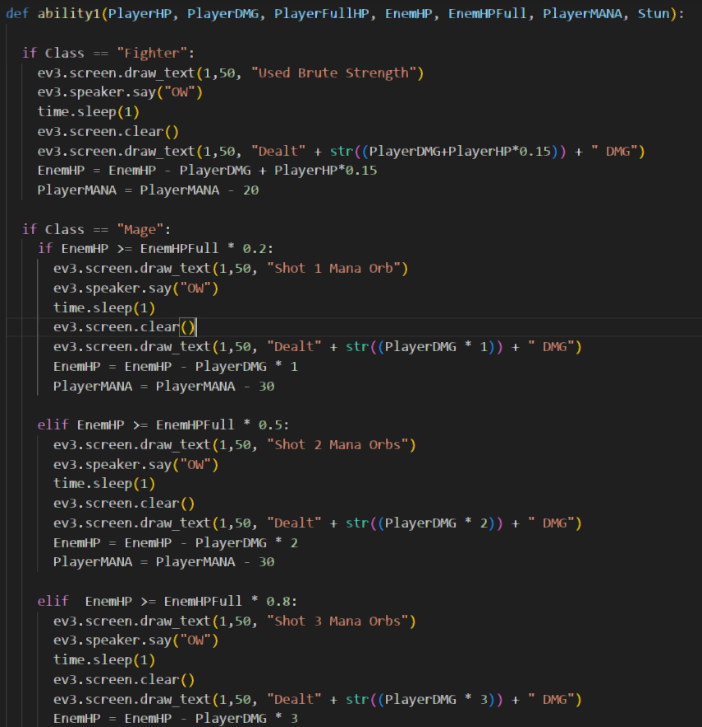 def ability1(PlayerHP, PlayerDMG, PlayerFullHP, EnemHP, EnemHPFull, PlayerMANA, Stun):
if Class == "Fighter":
ev3.screen.draw_text(1,50, "Used Brute Strength")
ev3.speaker.say("OW")
time.sleep(1)
ev3.screen.clear()
ev3.screen.draw_text(1,50, "Dealt" + str((PlayerDMG+PlayerHP*0.15)) + " DMG")
EnemHP = EnemHP - PlayerDMG + PlayerHP*0.15
PlayerMANA = PlayerMANA - 20
if Class == "Mage":
if EnemHP >= EnemHPFull * 0.2:
ev3.screen.draw_text(1,50, "Shot 1 Mana Orb")
ev3.speaker.say("OW")
time.sleep(1)
ev3.screen.clear()
ev3.screen.draw_text(1,50, "Dealt" + str((PlayerDMG * 1)) + " DMG")
EnemHP = EnemHP - PlayerDMG * 1
PlayerMANA = PlayerMANA - 30
elif EnemHP >= EnemHPFull * 0.5:
ev3.screen.draw_text(1,50, "Shot 2 Mana Orbs")
ev3.speaker.say("OW")
time.sleep(1)
ev3.screen.clear()
ev3.screen.draw_text(1,50, "Dealt" + str((PlayerDMG * 2)) + " DMG")
EnemHP = EnemHP - PlayerDMG * 2
PlayerMANA = PlayerMANA - 30
elif  EnemHP >= EnemHPFull * 0.8:
ev3.screen.draw_text(1,50, "Shot 3 Mana Orbs")
ev3.speaker.say("OW")
time.sleep(1)
ev3.screen.clear()
ev3.screen.draw_text(1,50, "Dealt" + str((PlayerDMG * 3)) + " DMG")
EnemHP = EnemHP - PlayerDMG * 3